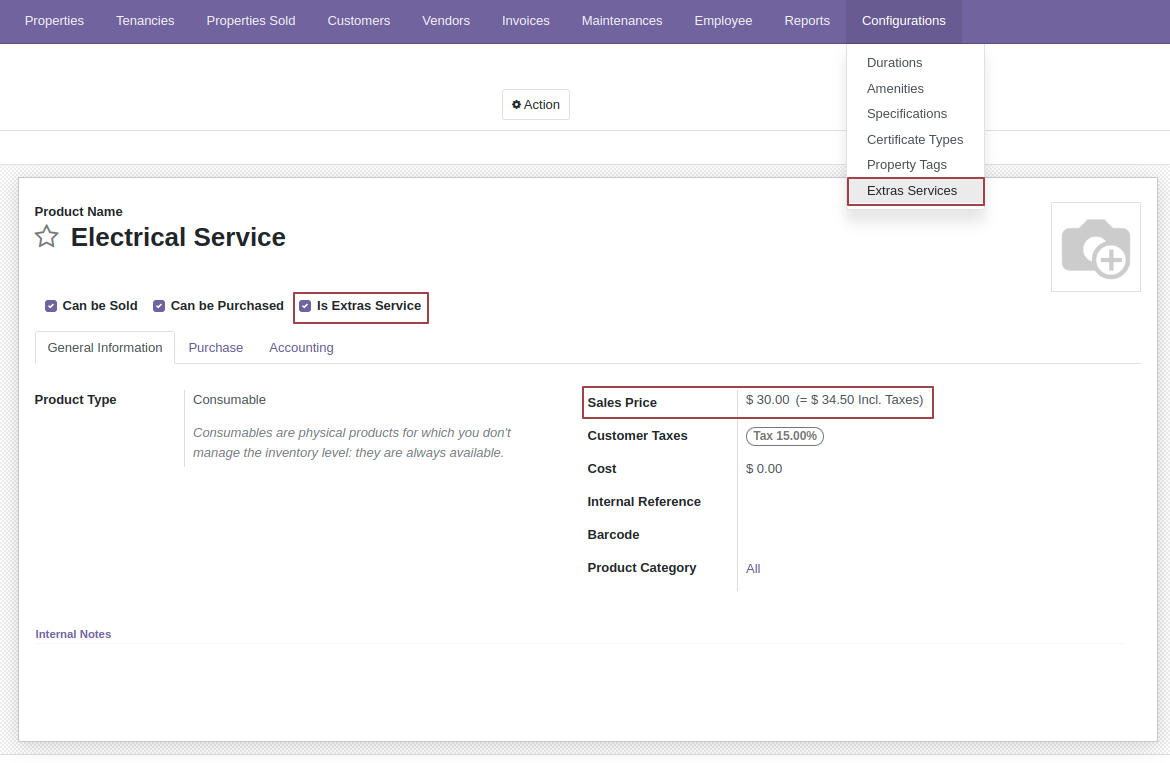 Properties Tenancies Properties Sold Customers Vendors Invoices Maintenances Employee Reports Configurations
Durations
Amenities
Specifications
Certificate Types
Property Tags
Extras Services
Action
Product Name
Electrical Service
Can be Sold Can be Purchased Is Extras Service
General Information Purchase Accounting
Product Type Consumable
Consumables are physical products for which you don't
manage the inventory level: they are always available.
Sales Price $ 30.00 (= $ 34.50 Incl. Taxes)
Customer Taxes Tax 15.00%
Cost $ 0.00
Internal Reference
Barcode
Product Category All
Internal Notes